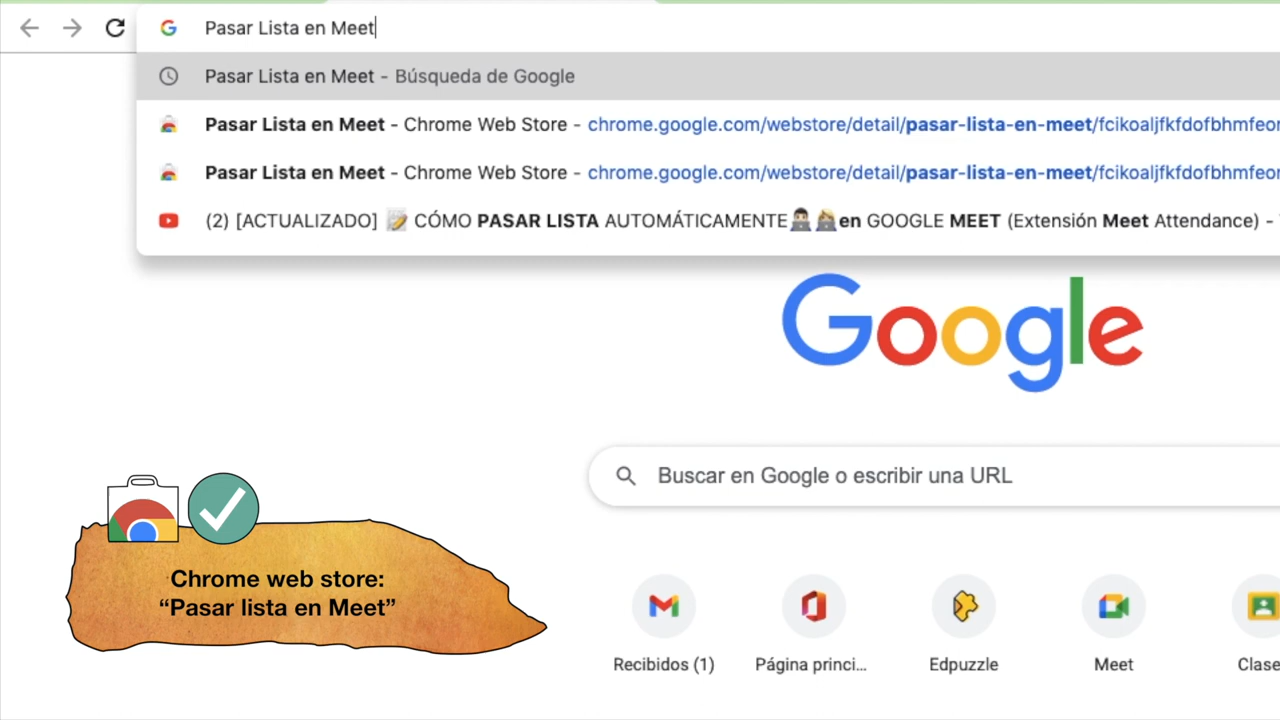 Pasar Lista en Meet
Pasar Lista en Meet - Búsqueda de Google
Pasar Lista en Meet - Chrome Web Store - chrome.google.com/webstore/detail/pasar-lista-en-meet/fcikoaljfkfdofbhmfeor
Pasar Lista en Meet - Chrome Web Store - chrome.google.com/webstore/detail/pasar-lista-en-meet/fcikoaljfkfdofbhmfeor
(2) [ACTUALIZADO] 📝 CÓMO PASAR LISTA AUTOMÁTICAMENTE👨🏻‍💻👩🏼‍💻en GOOGLE MEET (Extensión Meet Attendance) -
Google
Buscar en Google o escribir una URL
Chrome web store:
“Pasar lista en Meet”
Recibidos (1) Página princi... Edpuzzle Meet Clase